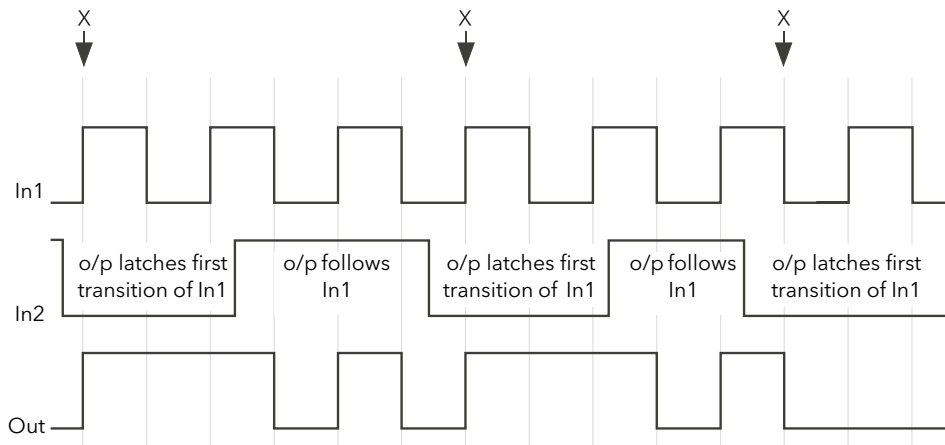 X X X
In1
o/p latches first
transition of In1
o/p follows
In1
o/p latches first
transition of In1
o/p follows
In1
o/p latches first
transition of In1
In2
Out